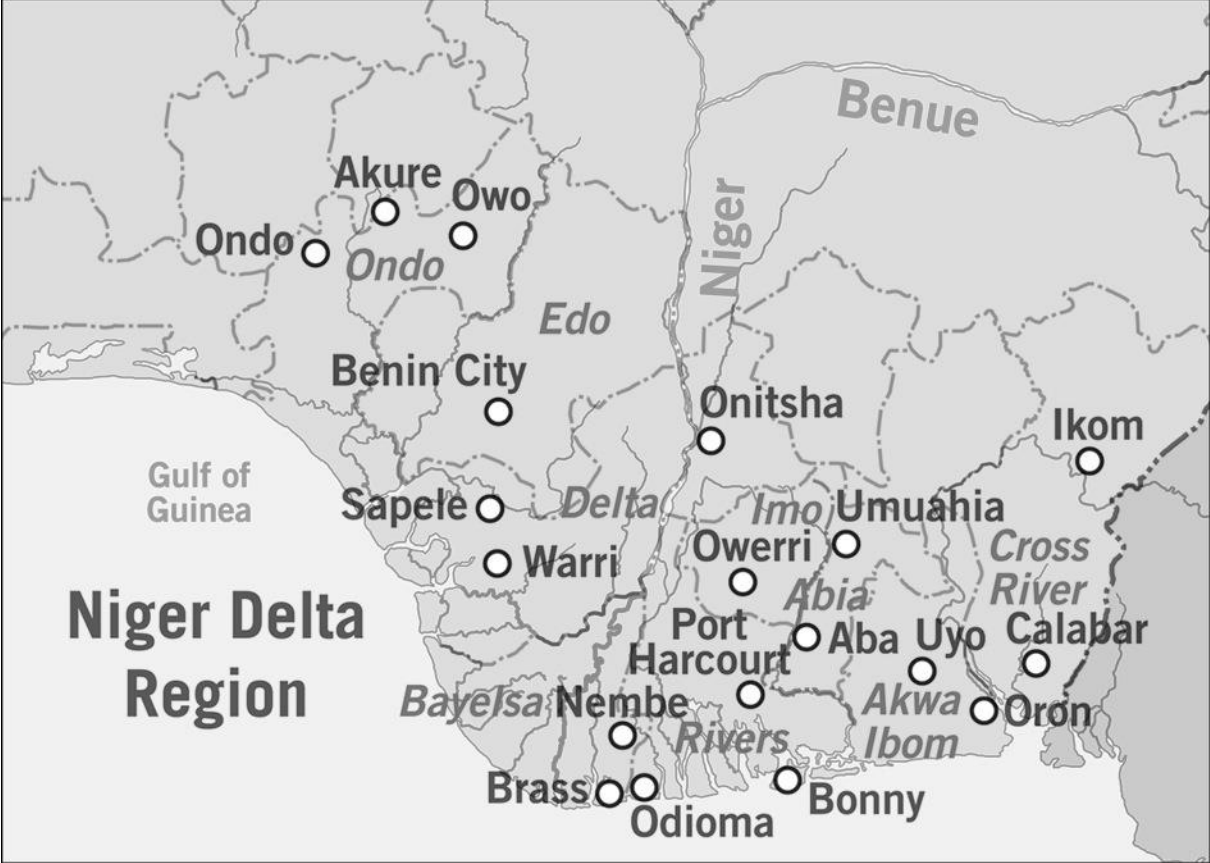 Benue
Akure
Owo
Niger
Ondo
Ondo
Edo
Benin City
Onitsha
Ikom
Gulf of
Guinea
Sapele
Delta
Imo
Umuahia
Owerri
Cross
River
Warri
Niger Delta
Region
Abia
Port
Harcourt
Aba
Uyo
Calabar
Bayelsa
Nembe
Akwa
Ibom
Oron
Rivers
Brass
Odioma
Bonny